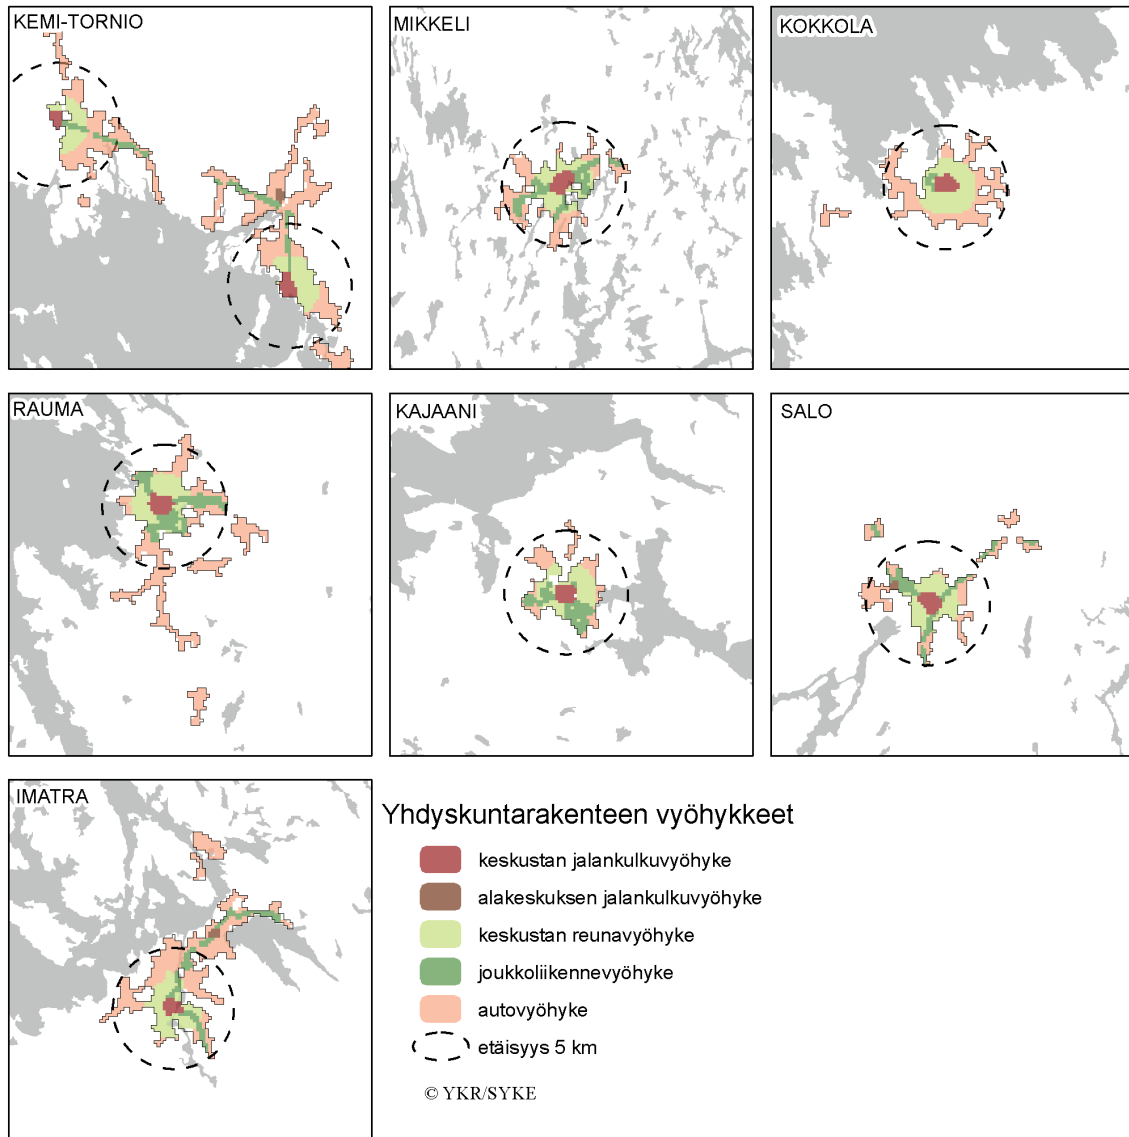 KEMI-TORNIO
MIKKELI
KOKKOLA
RAUMA
KAJAANI
SALO
IMATRA
Yhdyskuntarakenteen vyöhykkeet
keskustan jalankulkuvyöhyke
alakeskuksen jalankulkuvyöhyke
keskustan reunavyöhyke
joukkoliikennevyöhyke
autovyöhyke
etäisyys 5 km
© YKR/SYKE